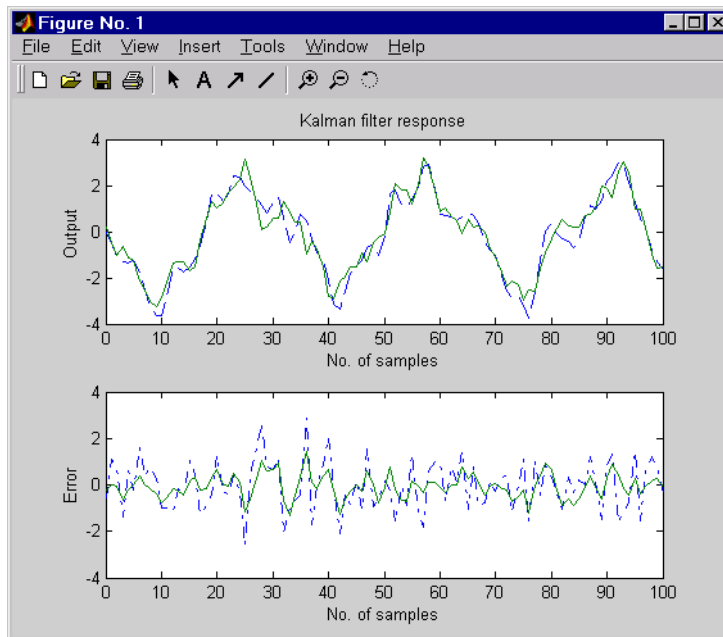 Figure No. 1
File Edit View Insert Tools Window Help
A
Kalman filter response
Output
4
2
0
-2
-4
0 10 20 30 40 50 60 70 80 90 100
No. of samples
Error
4
2
0
-2
-4
0 10 20 30 40 50 60 70 80 90 100
No. of samples